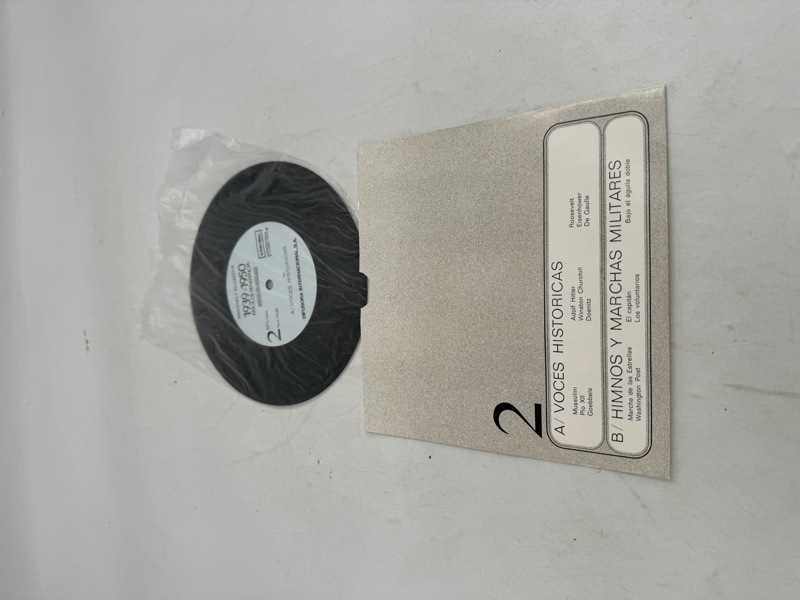 1939-1950
2
A/ VOCES HISTORICAS
DIFUSORA INTERNACIONAL, S.A.
2
A/ VOCES HISTORICAS
Mussolini Adolf Hitler Roosevelt
Pio XII Winston Churchill Eisenhower
Goebbels Doenitz De Gaulle
B/ HIMNOS Y MARCHAS MILITARES
Marcha de las Estrellas El capitán Bajo el águila doble
Washington Post Los voluntarios